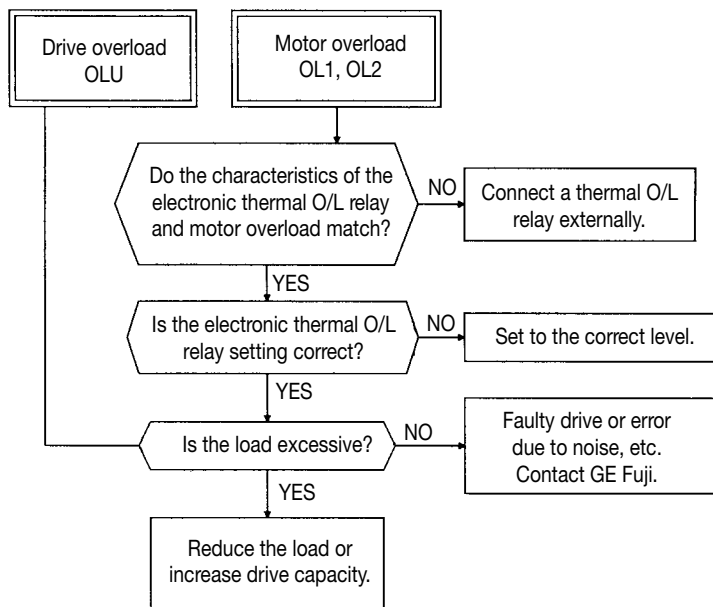 Drive overload
OLU
Motor overload
OL1, OL2
Do the characteristics of the
electronic thermal O/L relay
and motor overload match?
NO
Connect a thermal O/L
relay externally.
YES
Is the electronic thermal O/L
relay setting correct?
NO
Set to the correct level.
YES
Is the load excessive?
NO
Faulty drive or error
due to noise, etc.
Contact GE Fuji.
YES
Reduce the load or
increase drive capacity.